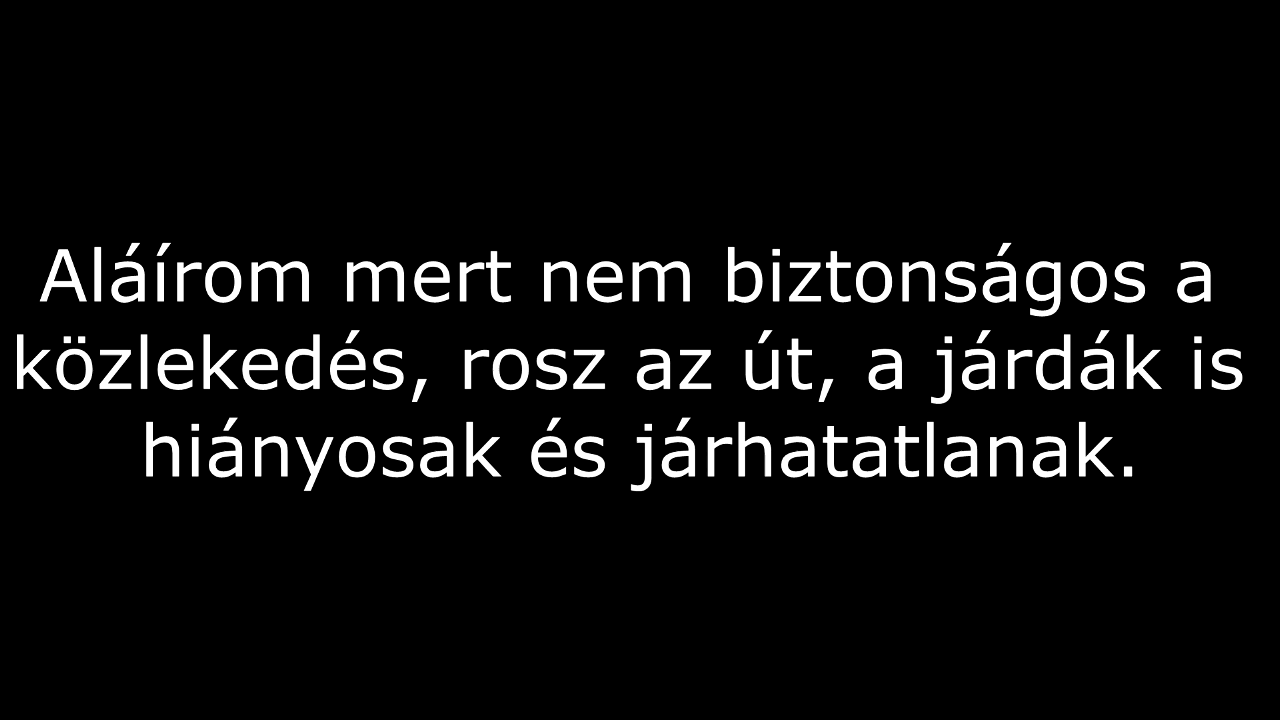 Aláírom mert nem biztonságos a
közlekedés, rosz az út, a járdák is
hiányosak és járhatatlanak.